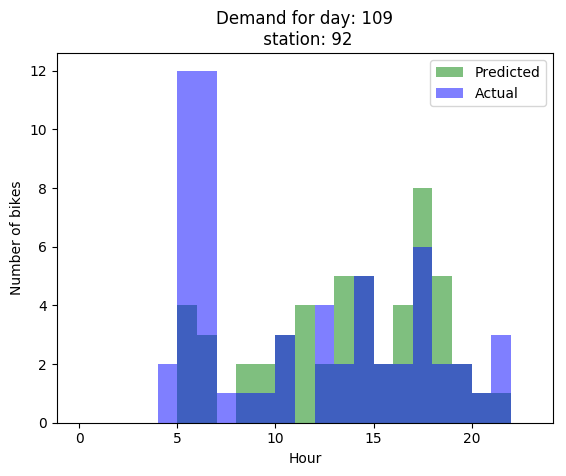 Demand for day: 109
station: 92
Predicted
Actual
Number of bikes
12
10
8
6
4
2
0
0
5
10
15
20
Hour